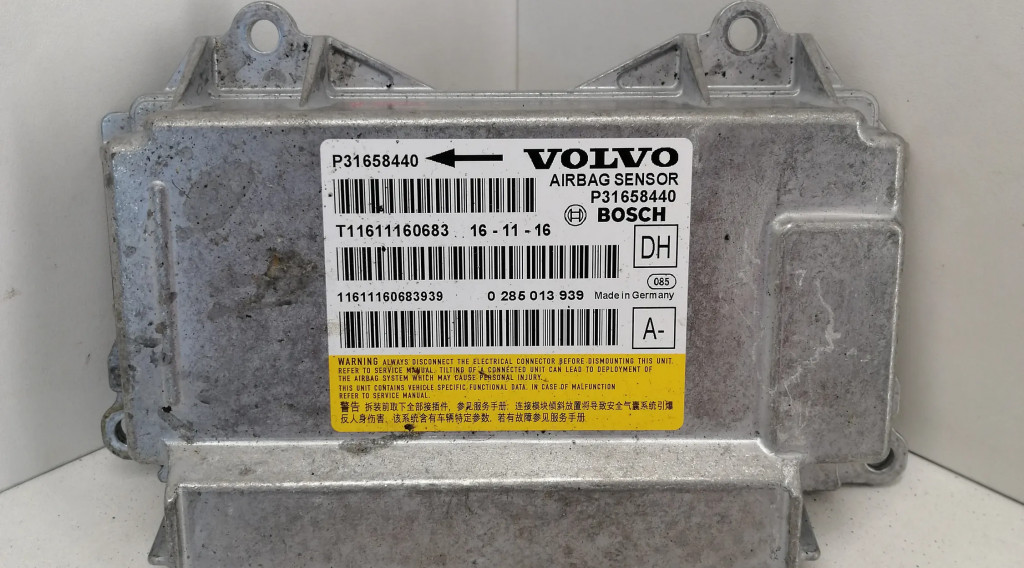 P31658440
VOLVO
AIRBAG SENSOR
P31658440
BOSCH
T11611160683 16 - 11 - 16
DH
085
11611160683939 0 285 013 939 Made in Germany
A-
WARNING ALWAYS DISCONNECT THE ELECTRICAL CONNECTOR BEFORE DISMOUNTING THIS UNIT.
REFER TO SERVICE MANUAL. TILTING OF A CONNECTED UNIT CAN LEAD TO DEPLOYMENT OF
THE AIRBAG SYSTEM WHICH MAY CAUSE PERSONAL INJURY.
THIS UNIT CONTAINS VEHICLE SPECIFIC FUNCTIONAL DATA. IN CASE OF MALFUNCTION
REFER TO SERVICE MANUAL.
警告 拆装前取下全部接插件, 参见服务手册. 连接模块倾斜放置将导致安全气囊系统引爆
反人身伤害. 该系统含有车辆特定参数. 若有故障参见服务手册